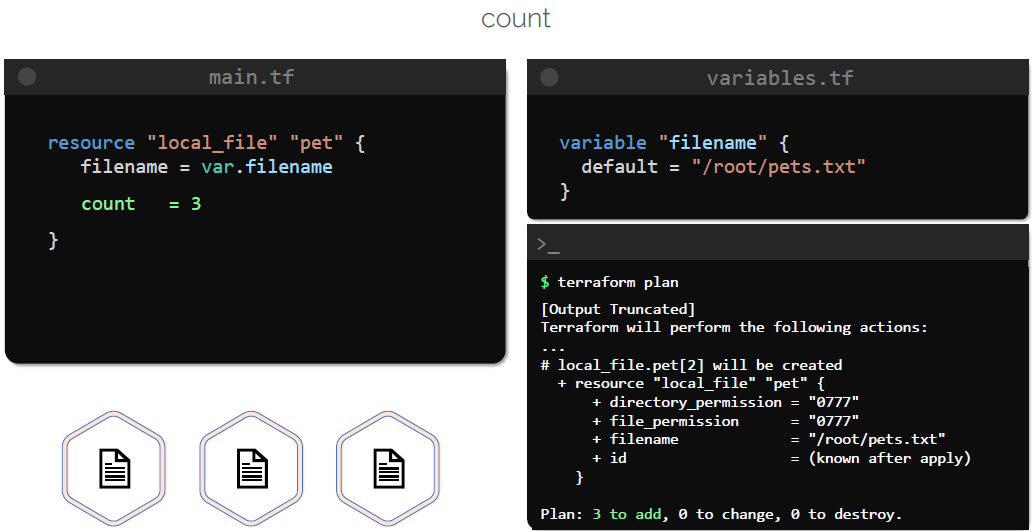 count
main.tf
resource "local_file" "pet" {
filename = var.filename
count = 3
}
variables.tf
variable "filename" {
default = "/root/pets.txt"
}
>_
$ terraform plan
[Output Truncated]
Terraform will perform the following actions:
...
# local_file.pet[2] will be created
+ resource "local_file" "pet" {
+ directory_permission = "0777"
+ file_permission = "0777"
+ filename = "/root/pets.txt"
+ id = (known after apply)
}
Plan: 3 to add, 0 to change, 0 to destroy.